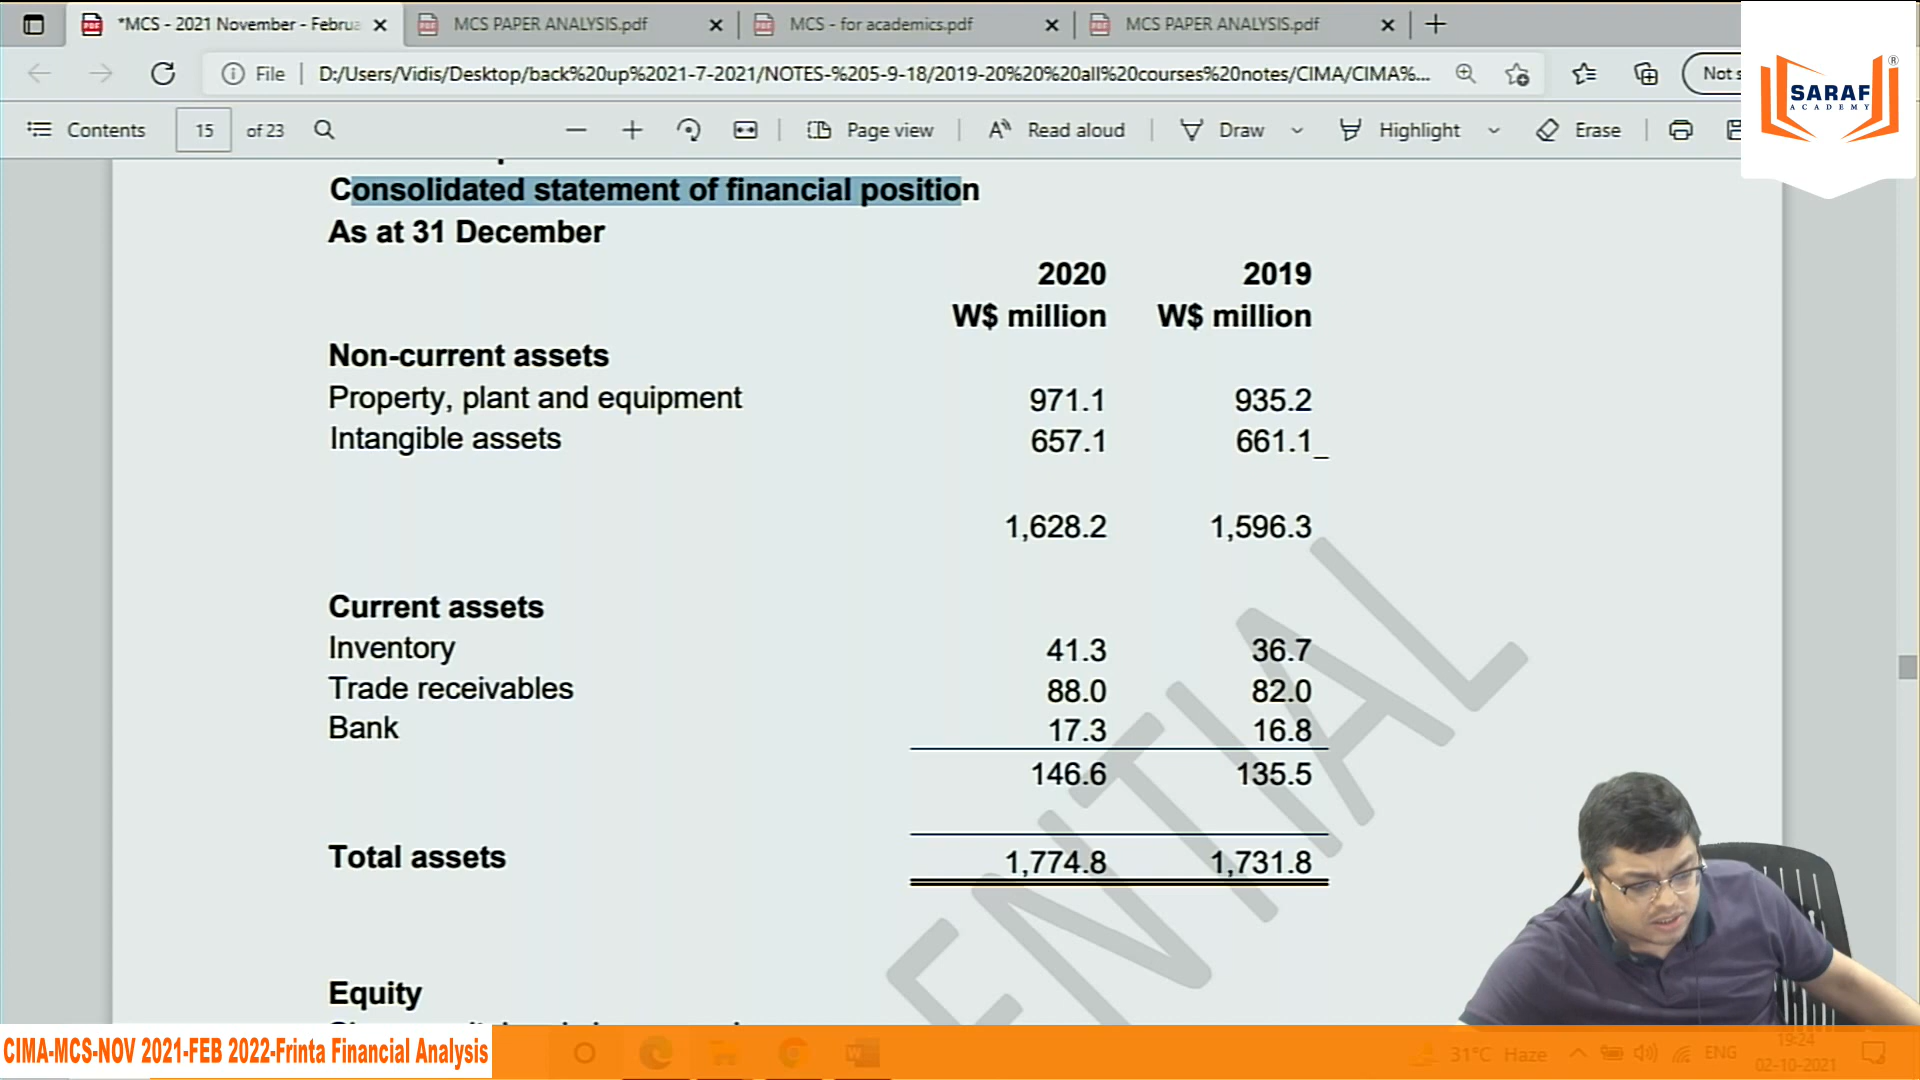 *MCS - 2021 November - Februa
MCS PAPER ANALYSIS.pdf
MCS - for academics.pdf
MCS PAPER ANALYSIS.pdf
File
D:/Users/Vidis/Desktop/back%20up%2021-7-2021/NOTES-%205-9-18/2019-20%20%20all%20courses%20notes/CIMA/CIMA%...
Not s
SARAF
ACADEMY
®
Contents
15
of 23
Page view
Read aloud
Draw
Highlight
Erase
Consolidated statement of financial position
As at 31 December
2020 2019
W$ million W$ million
Non-current assets
Property, plant and equipment 971.1 935.2
Intangible assets 657.1 661.1_
1,628.2 1,596.3
Current assets
Inventory 41.3 36.7
Trade receivables 88.0 82.0
Bank 17.3 16.8
146.6 135.5
Total assets 1,774.8 1,731.8
Equity
ENTIAL
CIMA-MCS-NOV 2021-FEB 2022-Frinta Financial Analysis
31°C Haze
ENG
19:24
02-10-2021